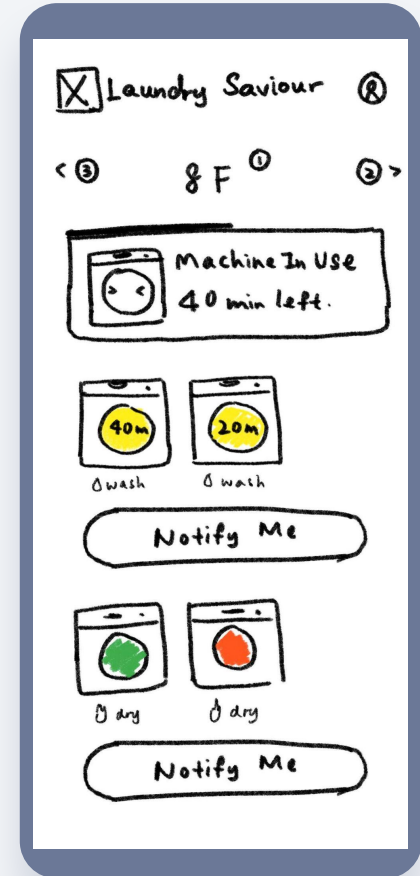 Laundry Saviour
< ③ 8F ① ② >
Machine In Use
40 min left.
40m 20m
wash wash
Notify Me
dry dry
Notify Me